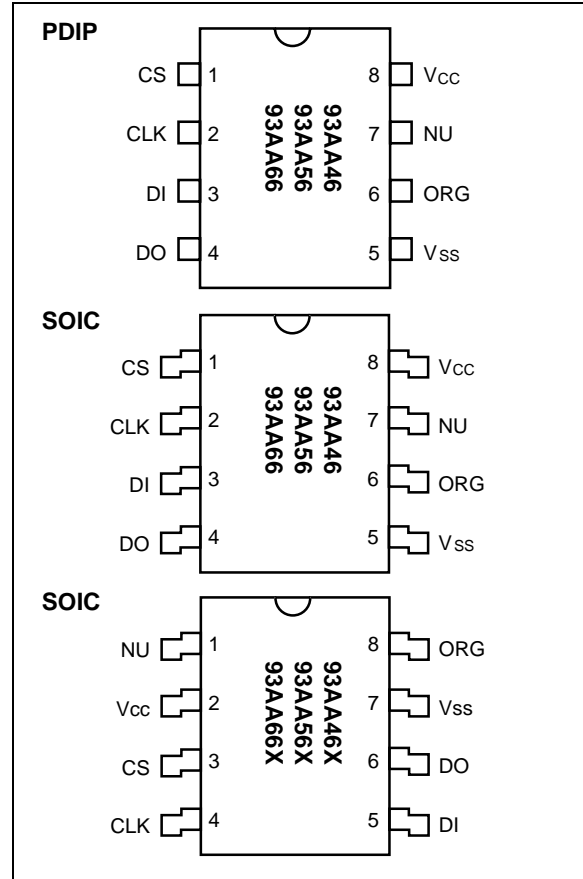 PDIP
CS 1 8 VCC
CLK 2 7 NU
DI 3 6 ORG
DO 4 5 VSS
93AA46
93AA56
93AA66
SOIC
CS 1 8 VCC
CLK 2 7 NU
DI 3 6 ORG
DO 4 5 VSS
93AA46
93AA56
93AA66
SOIC
NU 1 8 ORG
Vcc 2 7 Vss
CS 3 6 DO
CLK 4 5 DI
93AA46X
93AA56X
93AA66X